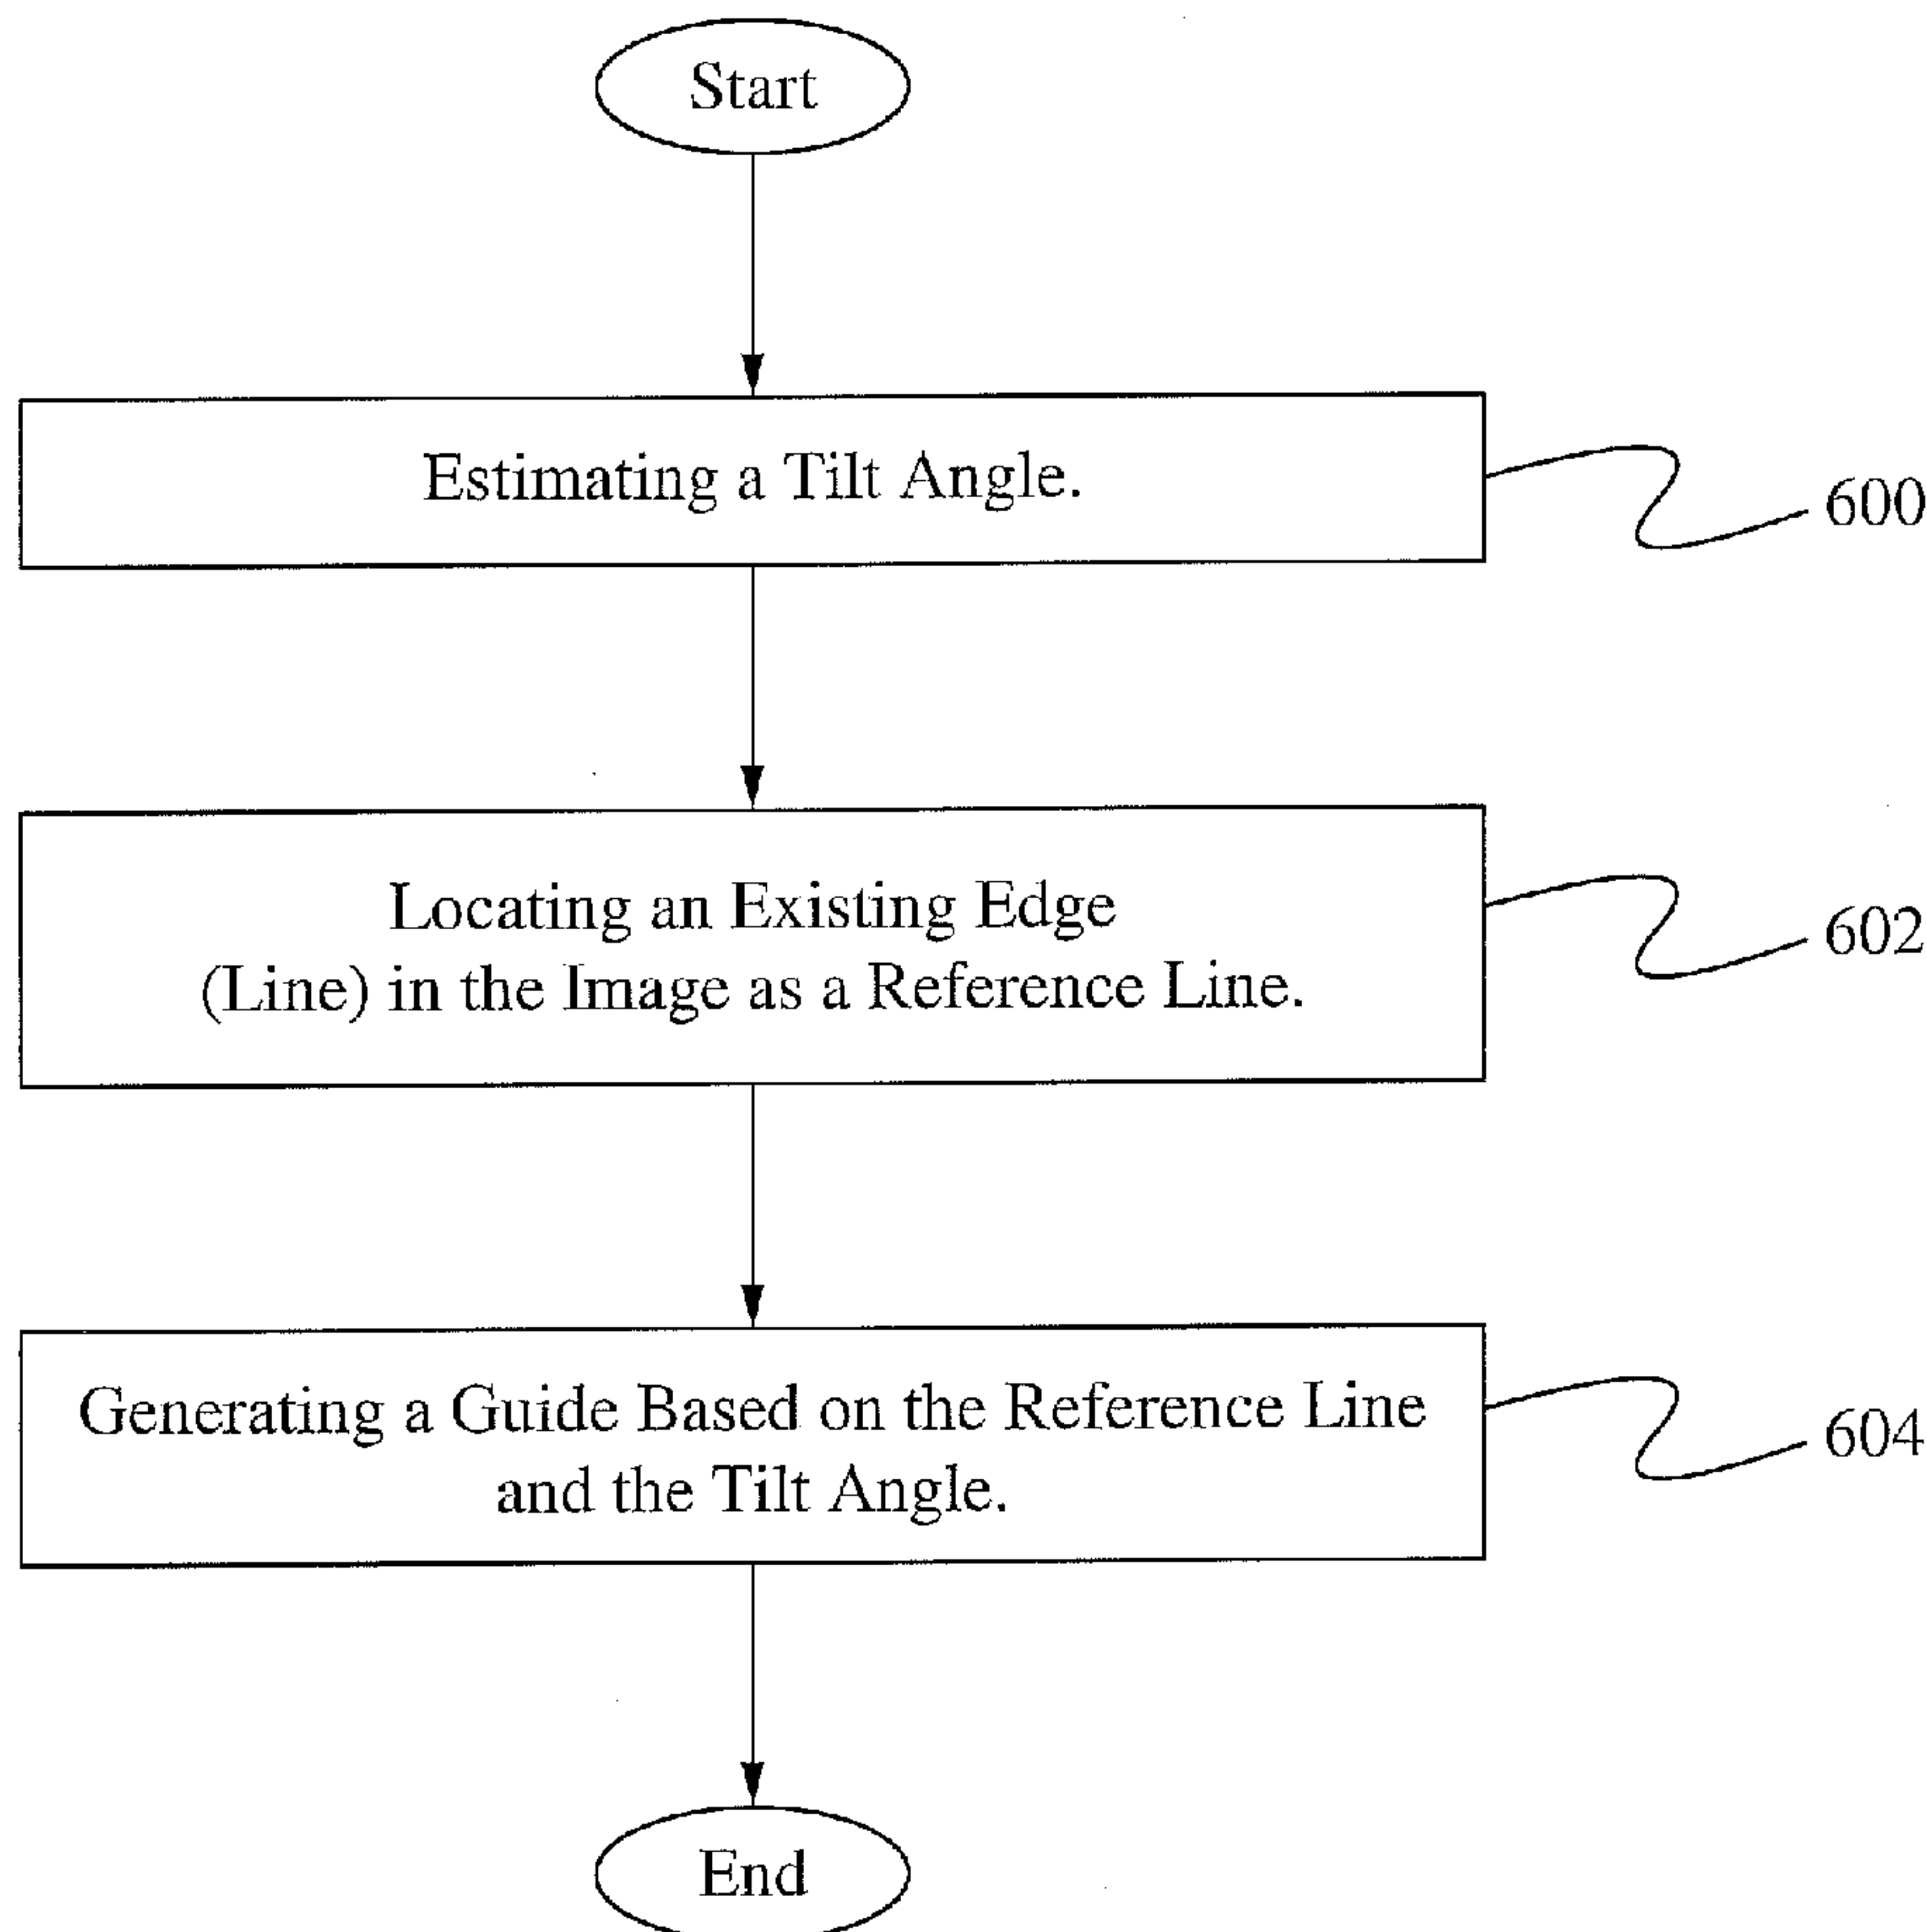 Start
Estimating a Tilt Angle.
600
Locating an Existing Edge
(Line) in the Image as a Reference Line.
602
Generating a Guide Based on the Reference Line
and the Tilt Angle.
604
End